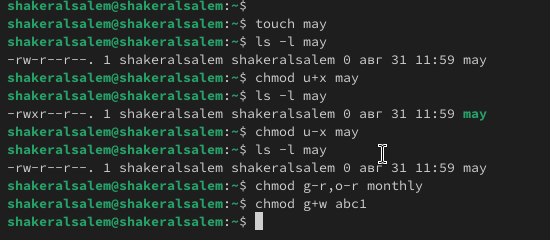 shakeralsalem@shakeralsalem:~$
shakeralsalem@shakeralsalem:~$ touch may
shakeralsalem@shakeralsalem:~$ ls -l may
-rw-r--r--. 1 shakeralsalem shakeralsalem 0 авг 31 11:59 may
shakeralsalem@shakeralsalem:~$ chmod u+x may
shakeralsalem@shakeralsalem:~$ ls -l may
-rwxr--r--. 1 shakeralsalem shakeralsalem 0 авг 31 11:59 may
shakeralsalem@shakeralsalem:~$ chmod u-x may
shakeralsalem@shakeralsalem:~$ ls -l may
-rw-r--r--. 1 shakeralsalem shakeralsalem 0 авг 31 11:59 may
shakeralsalem@shakeralsalem:~$ chmod g-r,o-r monthly
shakeralsalem@shakeralsalem:~$ chmod g+w abc1
shakeralsalem@shakeralsalem:~$